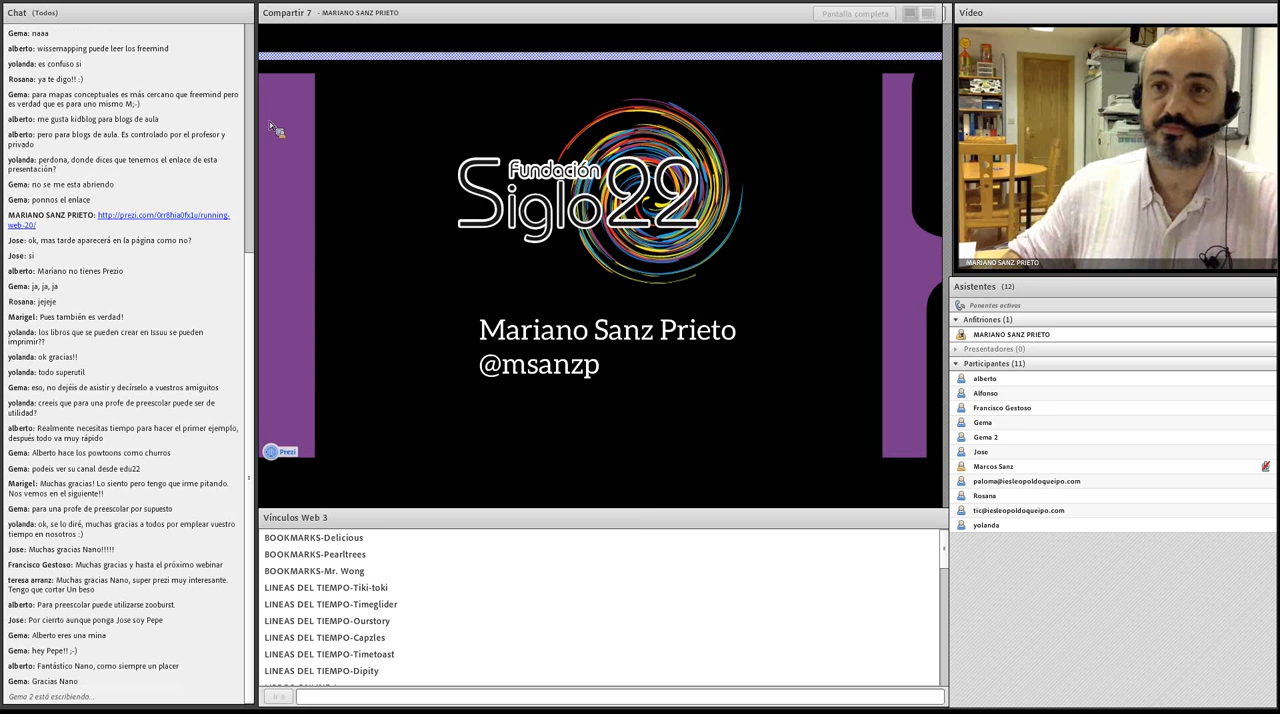 Chat (Todos)
Gema: naaa
alberto: wissemapping puede leer los freemind
yolanda: es confuso si
Rosana: ya te digo!! :)
Gema: para mapas conceptuales es más cercano que freemind pero
es verdad que es para uno mismo M;-)
alberto: me gusta kidblog para blogs de aula
alberto: pero para blogs de aula. Es controlado por el profesor y
privado
yolanda: perdona, donde dices que tenemos el enlace de esta
presentación?
Gema: no se me esta abriendo
Gema: ponnos el enlace
MARIANO SANZ PRIETO: http://prezi.com/0rr8hia0fx1u/running-
web-20/
Jose: ok, mas tarde aparecerá en la página como no?
Jose: si
alberto: Mariano no tienes Prezio
Gema: ja, ja, ja
Rosana: jejeje
Marigel: Pues también es verdad!
yolanda: los libros que se pueden crear en Issuu se pueden
imprimir??
yolanda: ok gracias!!
yolanda: todo superutil
Gema: eso, no dejéis de asistir y decírselo a vuestros amiguitos
yolanda: creeis que para una profe de preescolar puede ser de
utilidad?
alberto: Realmente necesitas tiempo para hacer el primer ejemplo,
después todo va muy rápido
Gema: Alberto hace los powtoons como churros
Gema: podeis ver su canal desde edu22
Marigel: Muchas gracias! Lo siento pero tengo que irme pitando.
Nos vemos en el siguiente!!
Gema: para una profe de preescolar por supuesto
yolanda: ok, se lo diré, muchas gracias a todos por emplear vuestro
tiempo en nosotros :)
Jose: Muchas gracias Nano!!!!!
Francisco Gestoso: Muchas gracias y hasta el próximo webinar
teresa arranz: Muchas gracias Nano, super prezi muy interesante.
Tengo que cortar Un beso
alberto: Para preescolar puede utilizarse zooburst.
Jose: Por cierrto aunque ponga Jose soy Pepe
Gema: Alberto eres una mina
Gema: hey Pepe!! ;-)
alberto: Fantástico Nano, como siempre un placer
Gema: Gracias Nano
Gema 2 está escribiendo...
Compartir 7 - MARIANO SANZ PRIETO
Pantalla completa
Fundación
Siglo22
Mariano Sanz Prieto
@msanzp
Prezi
Vínculos Web 3
BOOKMARKS-Delicious
BOOKMARKS-Pearltrees
BOOKMARKS-Mr. Wong
LINEAS DEL TIEMPO-Tiki-toki
LINEAS DEL TIEMPO-Timeglider
LINEAS DEL TIEMPO-Ourstory
LINEAS DEL TIEMPO-Capzles
LINEAS DEL TIEMPO-Timetoast
LINEAS DEL TIEMPO-Dipity
Ir a
Vídeo
MARIANO SANZ PRIETO
Asistentes (12)
Ponentes activos
Anfitriones (1)
MARIANO SANZ PRIETO
Presentadores (0)
Participantes (11)
alberto
Alfonso
Francisco Gestoso
Gema
Gema 2
Jose
Marcos Sanz
paloma@iesleopoldoqueipo.com
Rosana
tic@iesleopoldoqueipo.com
yolanda